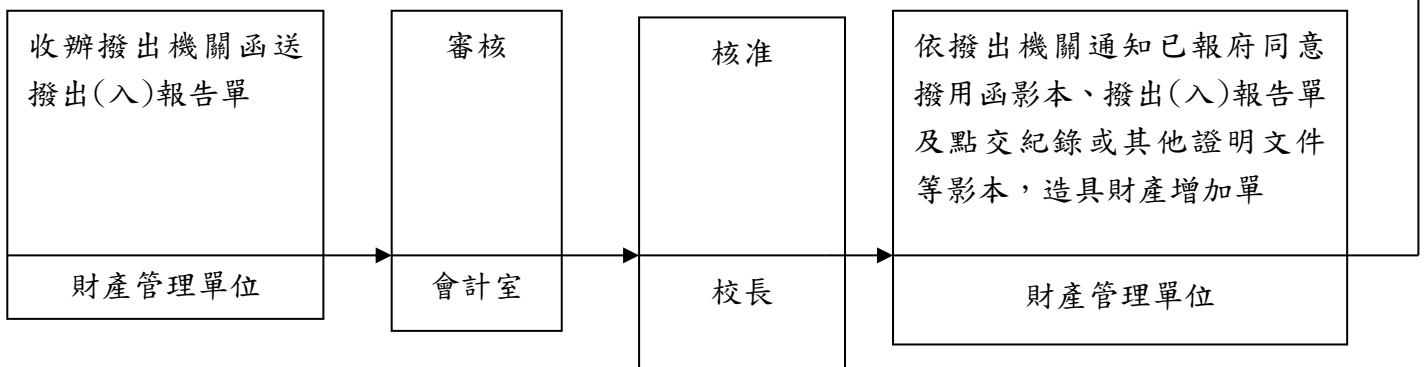 收辦撥出機關函送
撥出(入)報告單
財產管理單位
審核
會計室
核准
校長
依撥出機關通知已報府同意
撥用函影本、撥出(入)報告單
及點交紀錄或其他證明文件
等影本，造具財產增加單
財產管理單位